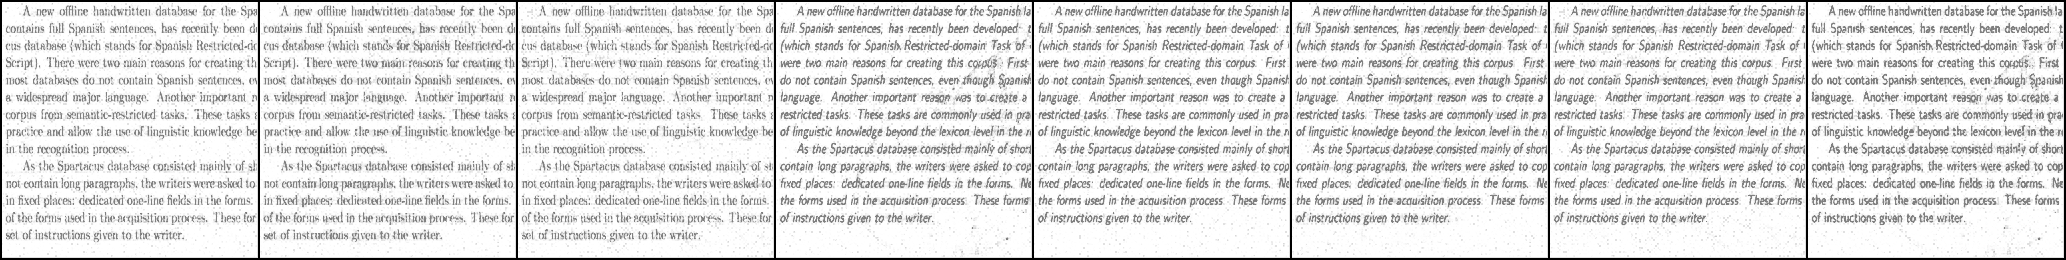 A new offline handwritten database for the Spa
contains full Spanish sentences, has recently been d
cus database (which stands for Spanish Restricted-do
Script). There were two main reasons for creating th
most databases do not contain Spanish sentences, ev
a widespread major language. Another important r
corpus from semantic-restricted tasks. These tasks
practice and allow the use of linguistic knowledge be
in the recognition process.
As the Spartacus database consisted mainly of sh
not contain long paragraphs, the writers were asked to
in fixed places: dedicated one-line fields in the forms.
of the forms used in the acquisition process. These for
set of instructions given to the writer.
A new offline handwritten database for the Spa
contains full Spanish sentences, has recently been d
cus database (which stands for Spanish Restricted-do
Script). There were two main reasons for creating th
most databases do not contain Spanish sentences, ev
a widespread major language. Another important r
corpus from semantic-restricted tasks. These tasks
practice and allow the use of linguistic knowledge be
in the recognition process.
As the Spartacus database consisted mainly of sh
not contain long paragraphs, the writers were asked to
in fixed places: dedicated one-line fields in the forms.
of the forms used in the acquisition process. These for
set of instructions given to the writer.
A new offline handwritten database for the Spa
contains full Spanish sentences, has recently been d
cus database (which stands for Spanish Restricted-do
Script). There were two main reasons for creating th
most databases do not contain Spanish sentences, ev
a widespread major language. Another important r
corpus from semantic-restricted tasks. These tasks
practice and allow the use of linguistic knowledge be
in the recognition process.
As the Spartacus database consisted mainly of sh
not contain long paragraphs, the writers were asked to
in fixed places: dedicated one-line fields in the forms.
of the forms used in the acquisition process. These for
set of instructions given to the writer.
A new offline handwritten database for the Spanish la
full Spanish sentences, has recently been developed: t
(which stands for Spanish Restricted-domain Task of
were two main reasons for creating this corpus. First
do not contain Spanish sentences, even though Spanish
language. Another important reason was to create a
restricted tasks. These tasks are commonly used in pra
of linguistic knowledge beyond the lexicon level in the r
As the Spartacus database consisted mainly of short
contain long paragraphs, the writers were asked to cop
fixed places: dedicated one-line fields in the forms. Ne
the forms used in the acquisition process. These forms
of instructions given to the writer.
A new offline handwritten database for the Spanish la
full Spanish sentences, has recently been developed: t
(which stands for Spanish Restricted-domain Task of
were two main reasons for creating this corpus. First
do not contain Spanish sentences, even though Spanish
language. Another important reason was to create a
restricted tasks. These tasks are commonly used in pra
of linguistic knowledge beyond the lexicon level in the r
As the Spartacus database consisted mainly of short
contain long paragraphs, the writers were asked to cop
fixed places: dedicated one-line fields in the forms. Ne
the forms used in the acquisition process. These forms
of instructions given to the writer.
A new offline handwritten database for the Spanish la
full Spanish sentences, has recently been developed: t
(which stands for Spanish Restricted-domain Task of
were two main reasons for creating this corpus. First
do not contain Spanish sentences, even though Spanish
language. Another important reason was to create a
restricted tasks. These tasks are commonly used in pra
of linguistic knowledge beyond the lexicon level in the r
As the Spartacus database consisted mainly of short
contain long paragraphs, the writers were asked to cop
fixed places: dedicated one-line fields in the forms. Ne
the forms used in the acquisition process. These forms
of instructions given to the writer.
A new offline handwritten database for the Spanish la
full Spanish sentences, has recently been developed: t
(which stands for Spanish Restricted-domain Task of
were two main reasons for creating this corpus. First
do not contain Spanish sentences, even though Spanish
language. Another important reason was to create a
restricted tasks. These tasks are commonly used in pra
of linguistic knowledge beyond the lexicon level in the r
As the Spartacus database consisted mainly of short
contain long paragraphs, the writers were asked to cop
fixed places: dedicated one-line fields in the forms. Ne
the forms used in the acquisition process. These forms
of instructions given to the writer.
A new offline handwritten database for the Spanish la
full Spanish sentences, has recently been developed: t
(which stands for Spanish Restricted-domain Task of
were two main reasons for creating this corpus. First
do not contain Spanish sentences, even though Spanish
language. Another important reason was to create a
restricted tasks. These tasks are commonly used in pra
of linguistic knowledge beyond the lexicon level in the r
As the Spartacus database consisted mainly of short
contain long paragraphs, the writers were asked to cop
fixed places: dedicated one-line fields in the forms. Ne
the forms used in the acquisition process. These forms
of instructions given to the writer.